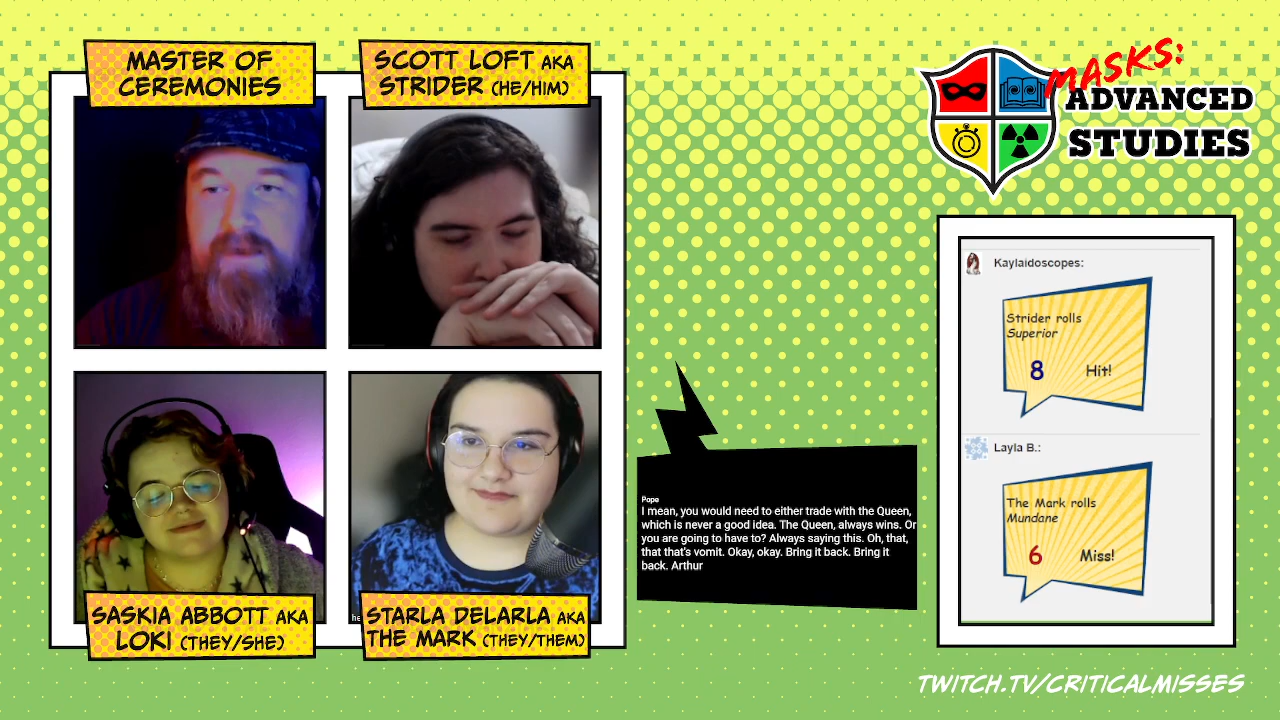 MASTER OF
CEREMONIES
SCOTT LOFT AKA
STRIDER (HE/HIM)
MASKS:
ADVANCED
STUDIES
Kaylaidoscopes:
Strider rolls
Superior
8 Hit!
Layla B.:
The Mark rolls
Mundane
6 Miss!
Pope
I mean, you would need to either trade with the Queen,
which is never a good idea. The Queen, always wins. Or
you are going to have to? Always saying this. Oh, that,
that that's vomit. Okay, okay. Bring it back. Bring it
back. Arthur
SASKIA ABBOTT AKA
LOKI (THEY/SHE)
he
STARLA DELARLA AKA
THE MARK (THEY/THEM)
TWITCH.TV/CRITICALMISSES